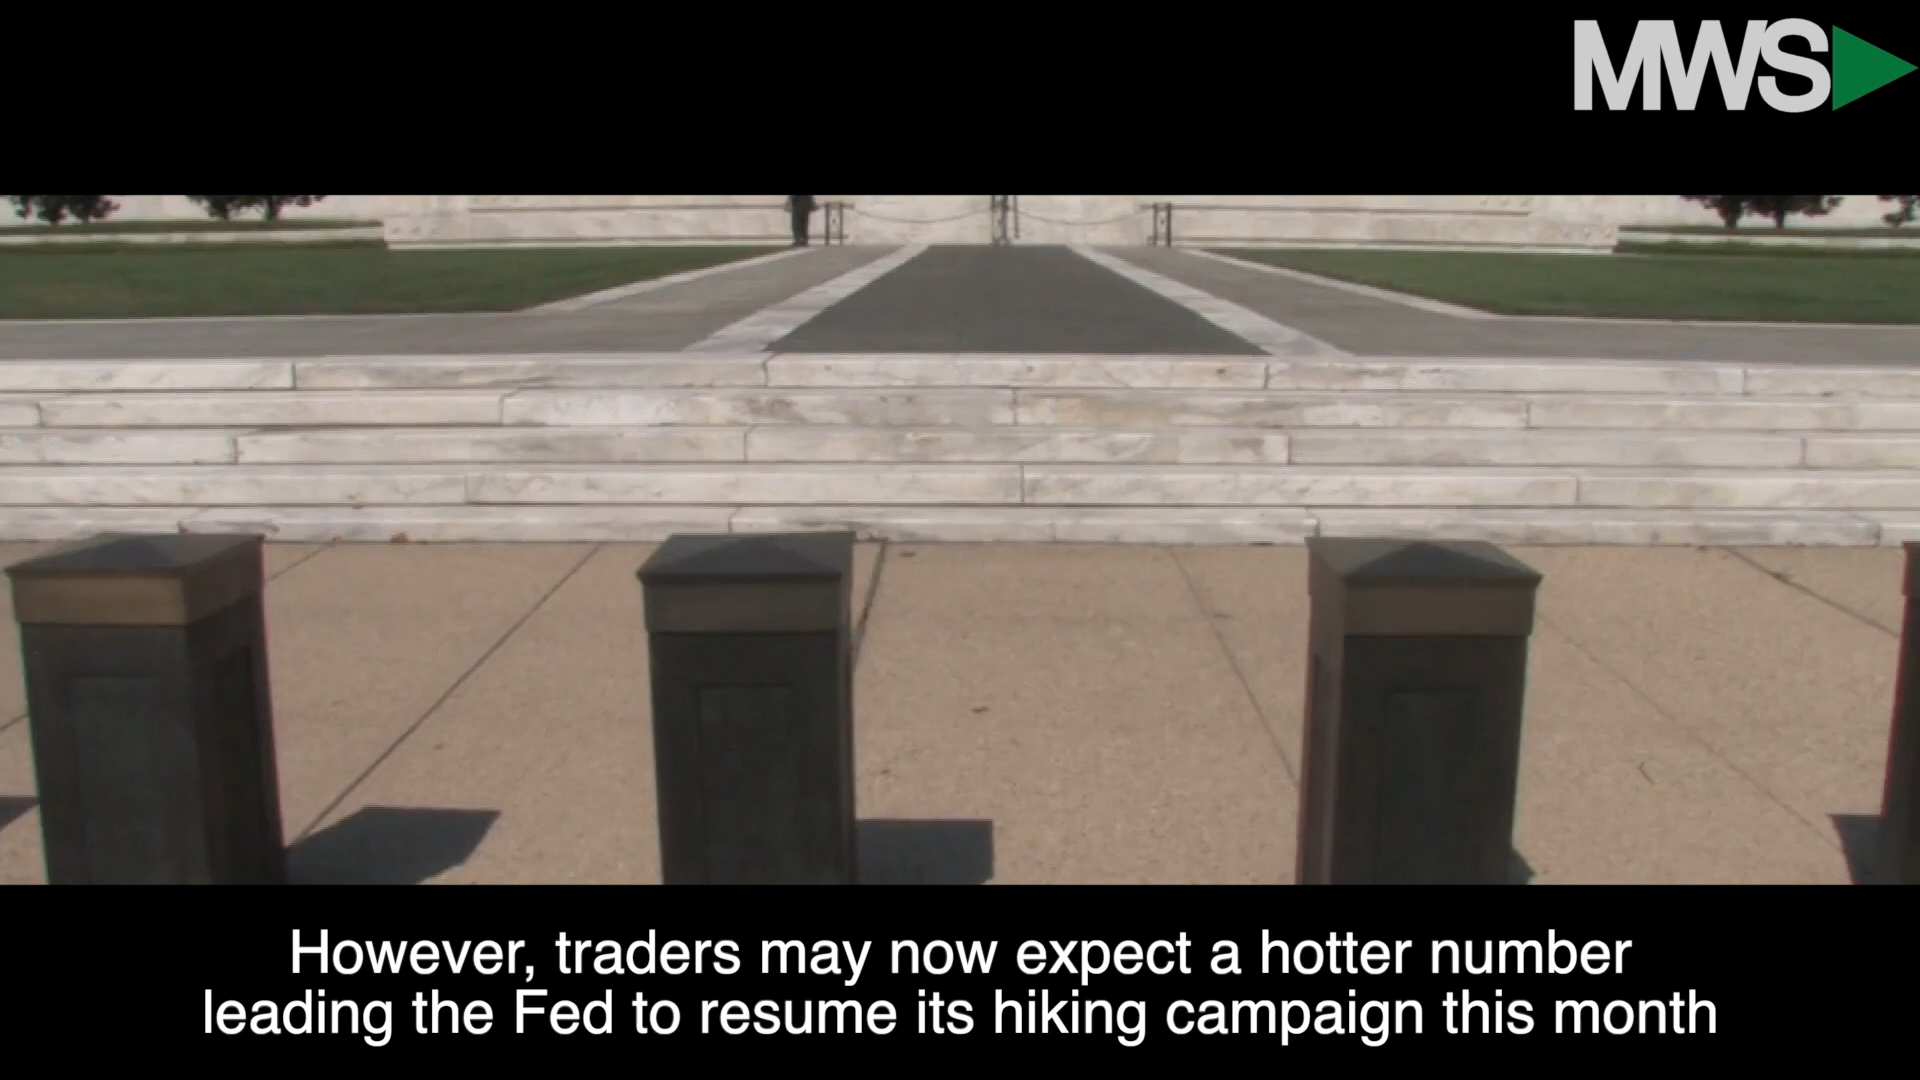 MWS
However, traders may now expect a hotter number
leading the Fed to resume its hiking campaign this month